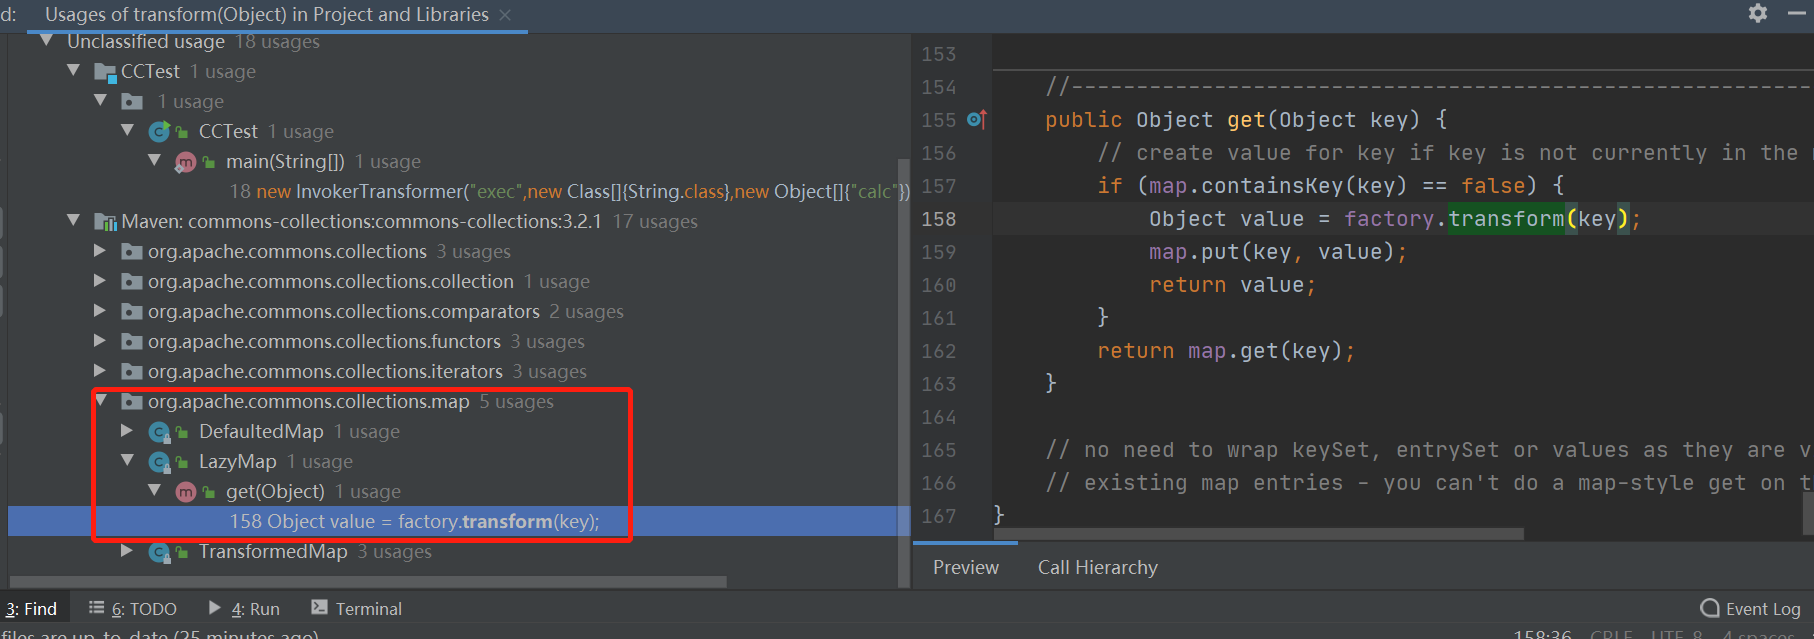 d: Usages of transform(Object) in Project and Libraries
Unclassified usage 18 usages
CCTest 1 usage
1 usage
CCTest 1 usage
main(String[]) 1 usage
18 new InvokerTransformer("exec",new Class[]{String.class},new Object[]{"calc"})
Maven: commons-collections:commons-collections:3.2.1 17 usages
org.apache.commons.collections 3 usages
org.apache.commons.collections.collection 1 usage
org.apache.commons.collections.comparators 2 usages
org.apache.commons.collections.functors 3 usages
org.apache.commons.collections.iterators 3 usages
org.apache.commons.collections.map 5 usages
DefaultedMap 1 usage
LazyMap 1 usage
get(Object) 1 usage
158 Object value = factory.transform(key);
TransformedMap 3 usages
153
154 //---------------------------------------------------------
155 public Object get(Object key) {
156 // create value for key if key is not currently in the
157 if (map.containsKey(key) == false) {
158 Object value = factory.transform(key);
159 map.put(key, value);
160 return value;
161 }
162 return map.get(key);
163 }
164
165 // no need to wrap keySet, entrySet or values as they are v
166 // existing map entries - you can't do a map-style get on t
167 }
Preview Call Hierarchy
3: Find 6: TODO 4: Run Terminal Event Log
files are up-to-date (25 minutes ago) 158:36 CRLF UTF-8 4 spaces